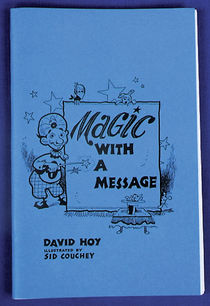 MAGIC
WITH
A
MESSAGE
DAVID HOY
ILLUSTRATED BY
SID COUCHEY